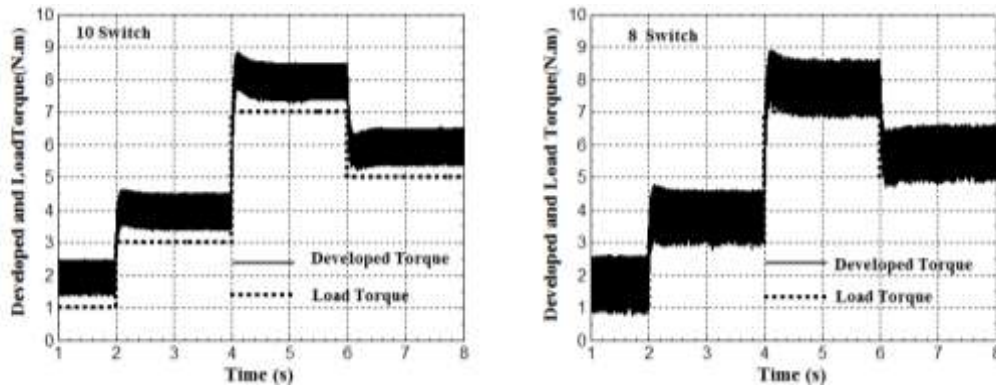 10 Switch
Developed and LoadTorque(N.m)
10
9
8
7
6
5
4
3
2
1
0
Developed Torque
Load Torque
1 2 3 4 5 6 7 8
Time (s)
8 Switch
Developed and Load Torque(N.m)
10
9
8
7
6
5
4
3
2
1
0
Developed Torque
Load Torque
1 2 3 4 5 6 7 8
Time (s)